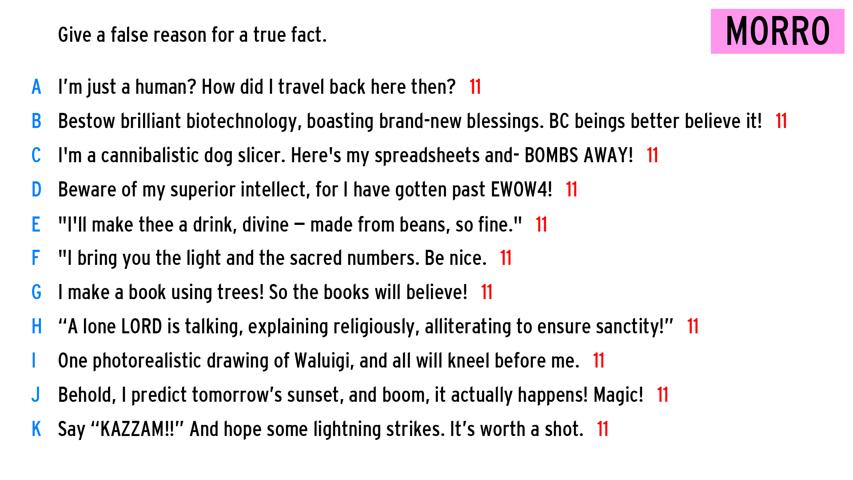 Give a false reason for a true fact.
MORRO
A I'm just a human? How did I travel back here then? 11
B Bestow brilliant biotechnology, boasting brand-new blessings. BC beings better believe it! 11
C I'm a cannibalistic dog slicer. Here's my spreadsheets and- BOMBS AWAY! 11
D Beware of my superior intellect, for I have gotten past EWOW4! 11
E "I'll make thee a drink, divine – made from beans, so fine." 11
F "I bring you the light and the sacred numbers. Be nice. 11
G I make a book using trees! So the books will believe! 11
H “A lone LORD is talking, explaining religiously, alliterating to ensure sanctity!” 11
I One photorealistic drawing of Waluigi, and all will kneel before me. 11
J Behold, I predict tomorrow’s sunset, and boom, it actually happens! Magic! 11
K Say “KAZZAM!!” And hope some lightning strikes. It’s worth a shot. 11